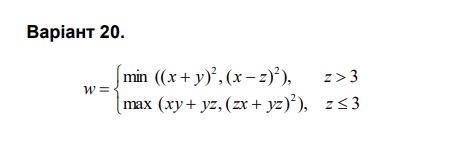 Варіант 20.
w = { min ((x + y)², (x − z)²), z > 3
max (xy + yz, (zx + yz)²), z ≤ 3